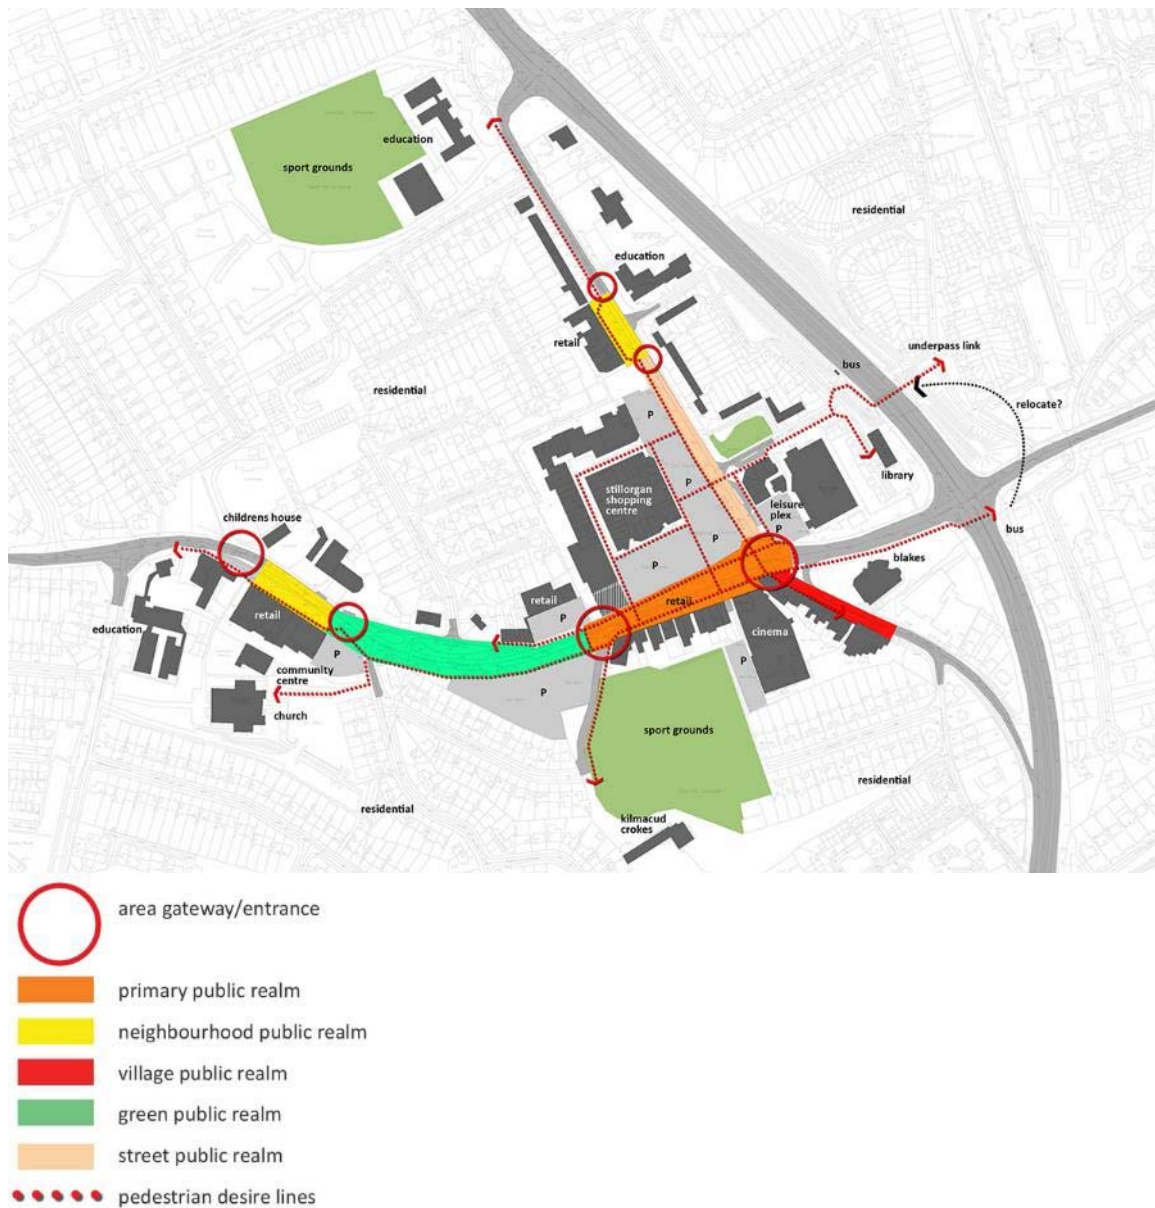 education
sport grounds
residential
education
retail
underpass link
bus
residential
relocate?
P
P
stillorgan
shopping
centre
library
leisure
plex
P
P
bus
childrens house
P
blakes
retail
retail
P
retail
education
cinema
community
centre
P
P
P
church
sport grounds
residential
residential
kilmacud
crokes
area gateway/entrance
primary public realm
neighbourhood public realm
village public realm
green public realm
street public realm
pedestrian desire lines